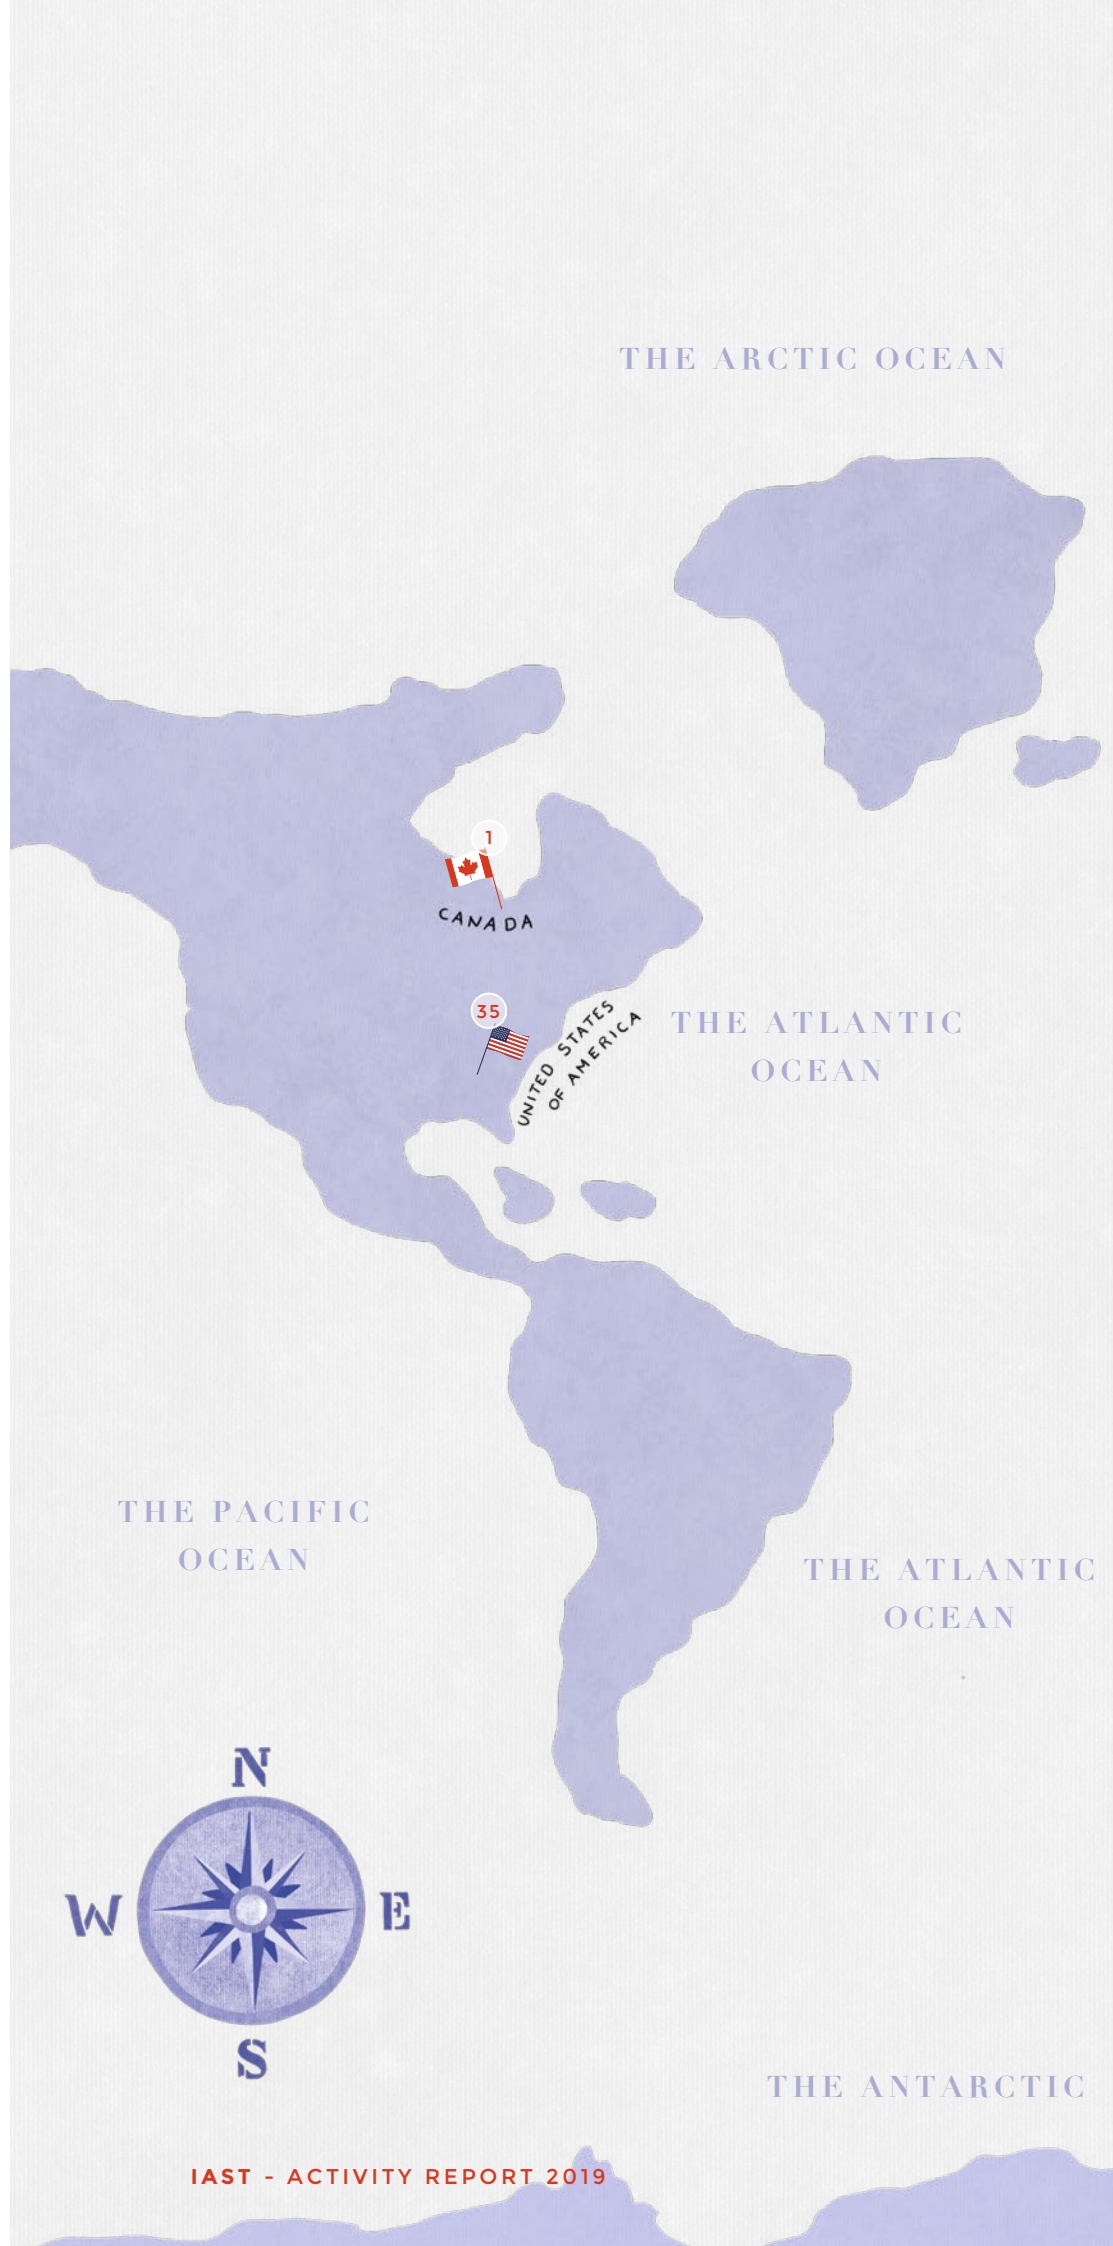 THE ARCTIC OCEAN
1
CANADA
35
UNITED STATES
OF AMERICA
THE ATLANTIC
OCEAN
THE PACIFIC
OCEAN
THE ATLANTIC
OCEAN
N
W
E
S
THE ANTARCTIC
IAST - ACTIVITY REPORT 2019